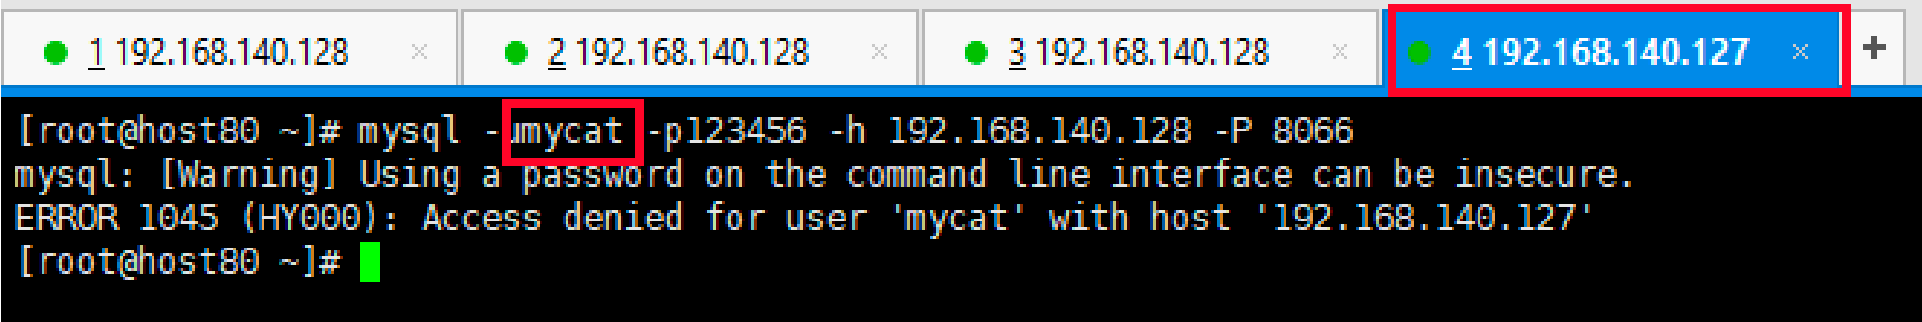 1 192.168.140.128 × 2 192.168.140.128 × 3 192.168.140.128 × 4 192.168.140.127 × +
[root@host80 ~]# mysql -umycat -p123456 -h 192.168.140.128 -P 8066
mysql: [Warning] Using a password on the command line interface can be insecure.
ERROR 1045 (HY000): Access denied for user 'mycat' with host '192.168.140.127'
[root@host80 ~]#